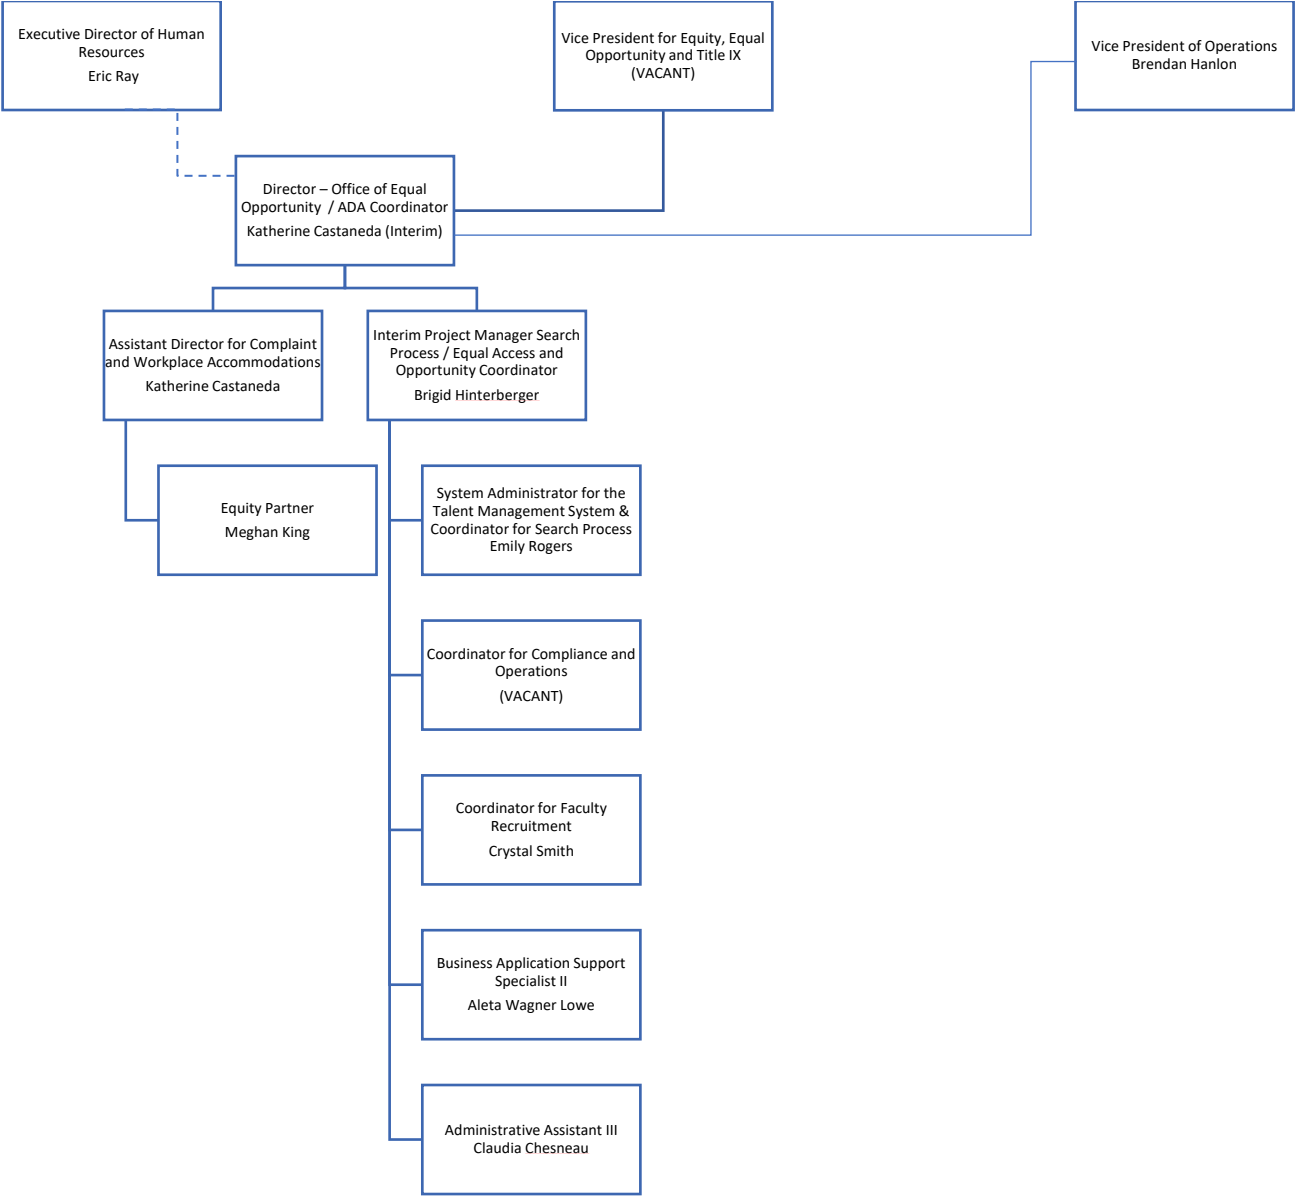 Executive Director of Human
Resources
Eric Ray
Vice President for Equity, Equal
Opportunity and Title IX
(VACANT)
Vice President of Operations
Brendan Hanlon
Director – Office of Equal
Opportunity / ADA Coordinator
Katherine Castaneda (Interim)
Assistant Director for Complaint
and Workplace Accommodations
Katherine Castaneda
Interim Project Manager Search
Process / Equal Access and
Opportunity Coordinator
Brigid Hinterberger
Equity Partner
Meghan King
System Administrator for the
Talent Management System &
Coordinator for Search Process
Emily Rogers
Coordinator for Compliance and
Operations
(VACANT)
Coordinator for Faculty
Recruitment
Crystal Smith
Business Application Support
Specialist II
Aleta Wagner Lowe
Administrative Assistant III
Claudia Chesneau